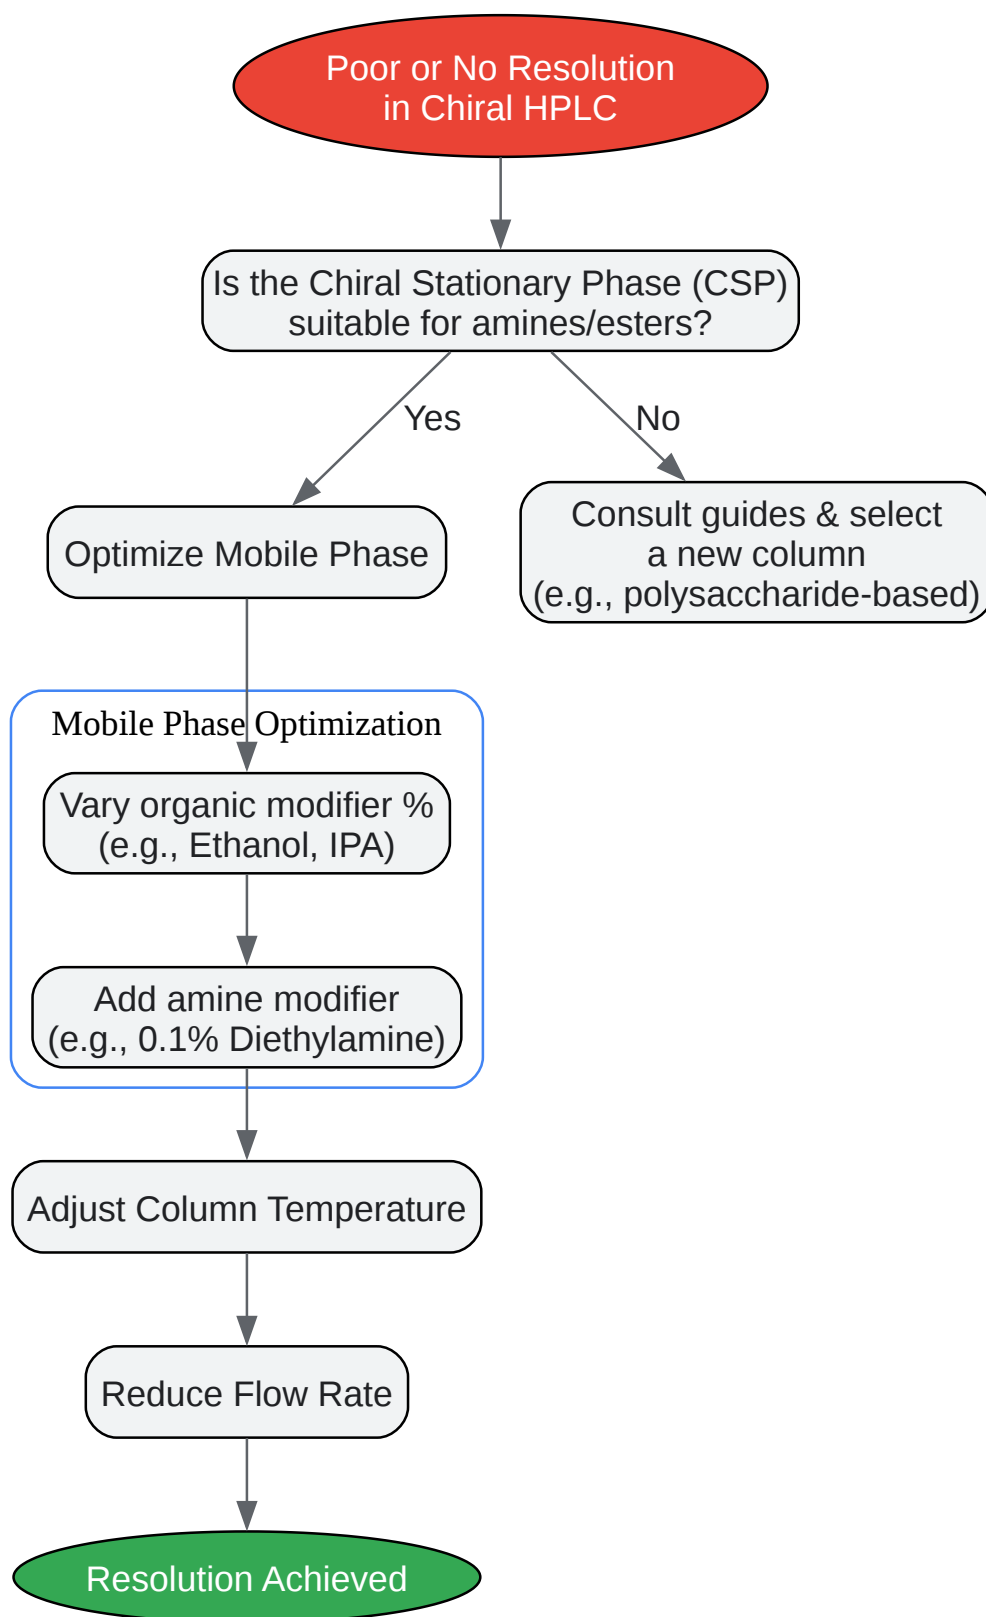 Poor or No Resolution
in Chiral HPLC
Is the Chiral Stationary Phase (CSP)
suitable for amines/esters?
Yes
No
Optimize Mobile Phase
Consult guides & select
a new column
(e.g., polysaccharide-based)
Mobile Phase Optimization
Vary organic modifier %
(e.g., Ethanol, IPA)
Add amine modifier
(e.g., 0.1% Diethylamine)
Adjust Column Temperature
Reduce Flow Rate
Resolution Achieved